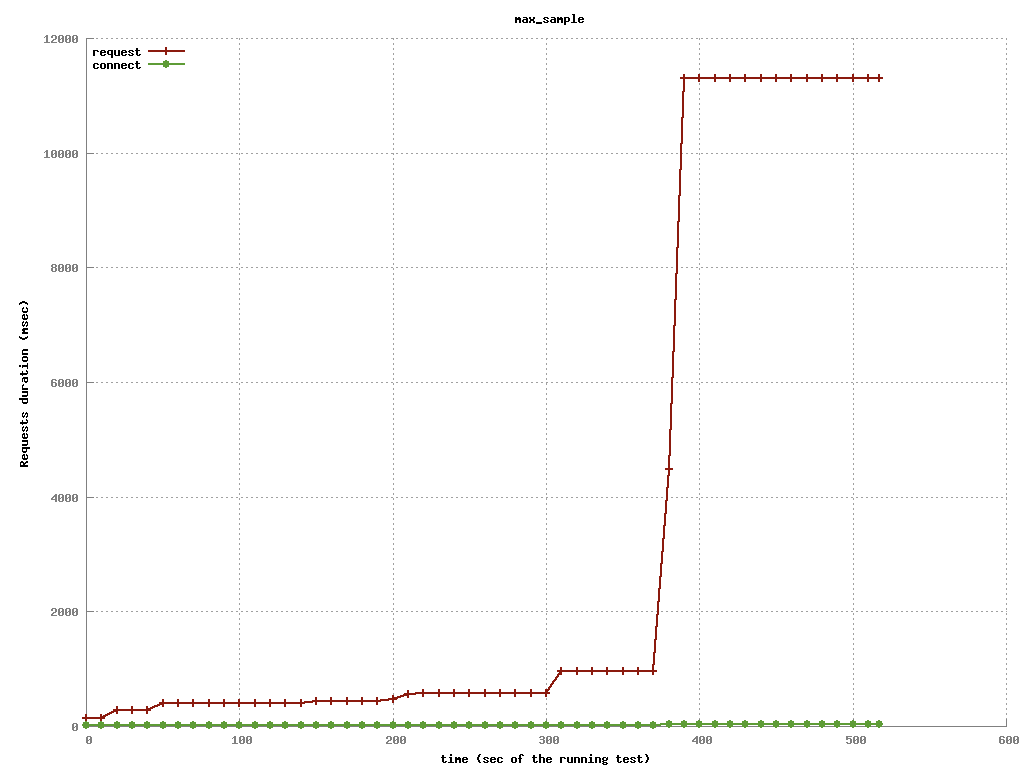 max_sample
12000
request
connect
10000
8000
6000
4000
2000
0
Requests duration (msec)
0 100 200 300 400 500 600
time (sec of the running test)